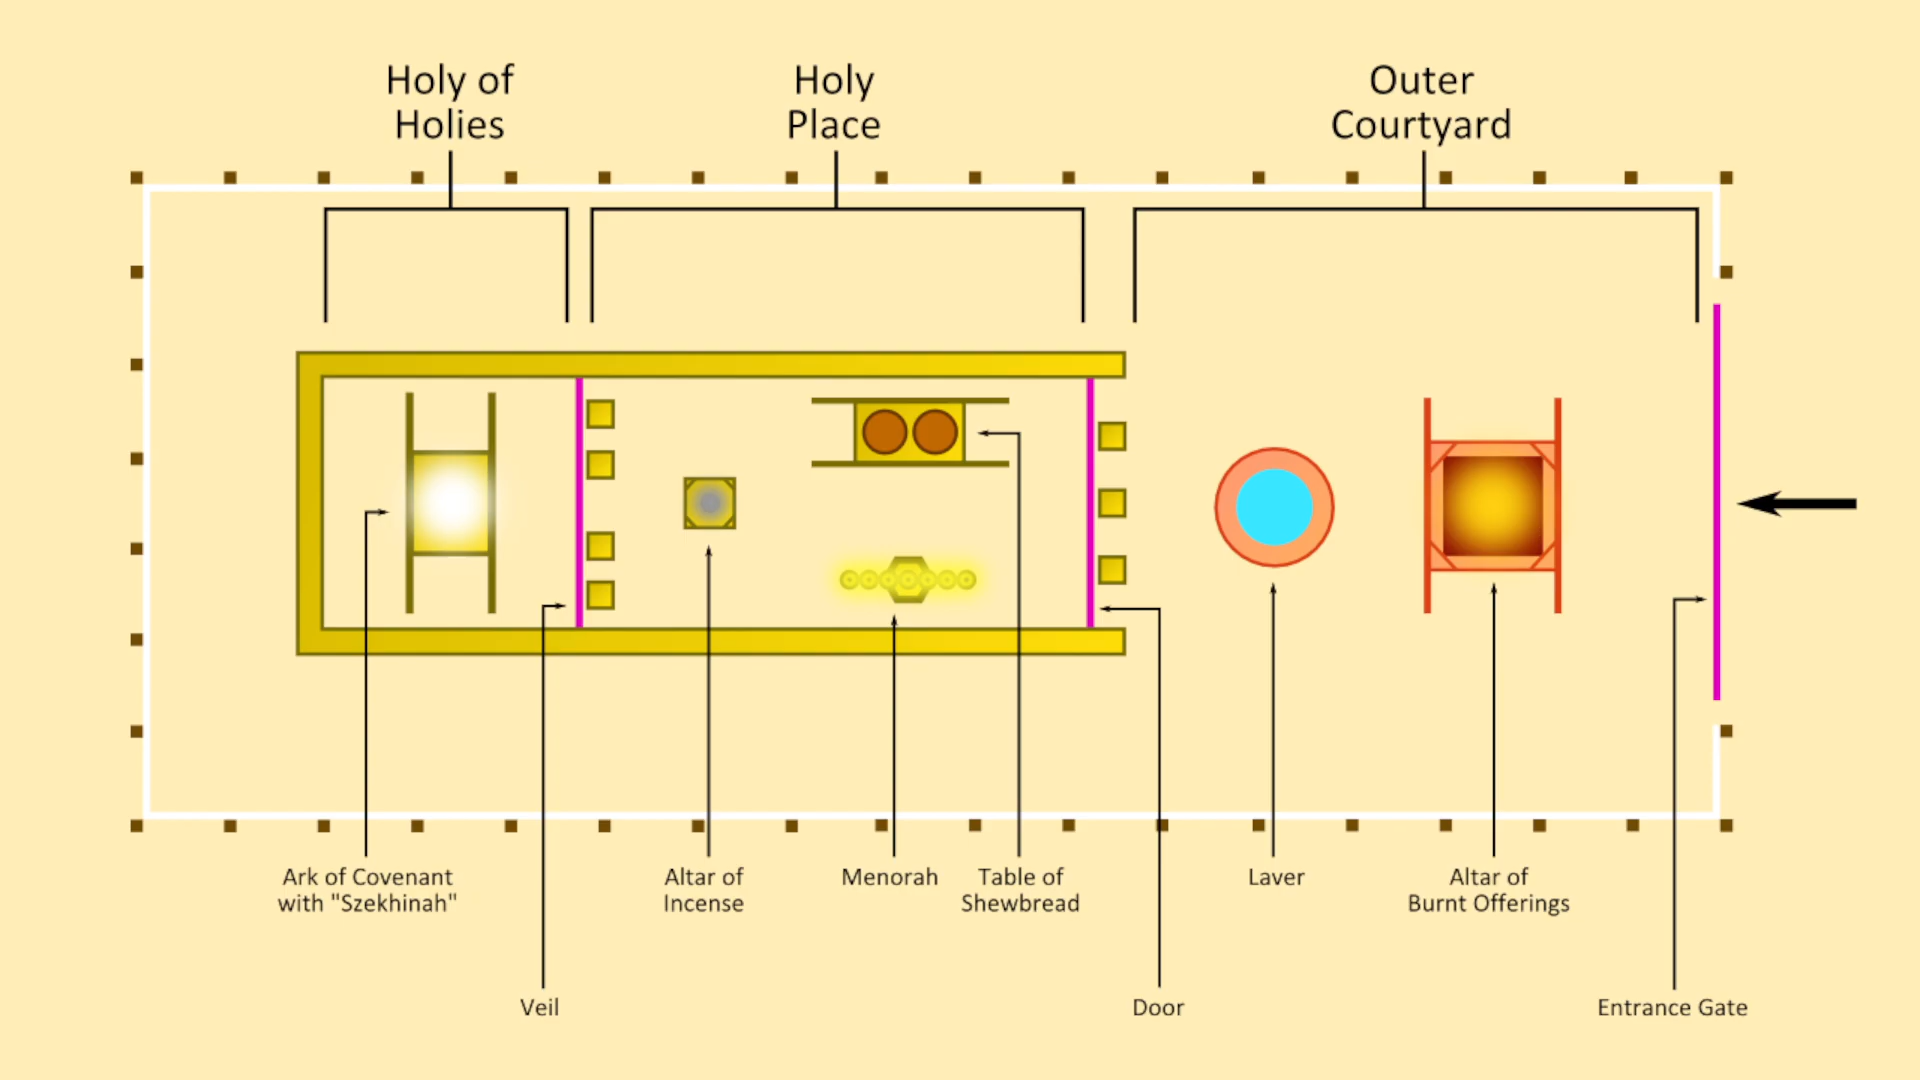 Holy of
Holies
Holy
Place
Outer
Courtyard
Ark of Covenant
with "Szekhinah"
Altar of
Incense
Menorah
Table of
Shewbread
Laver
Altar of
Burnt Offerings
Veil
Door
Entrance Gate